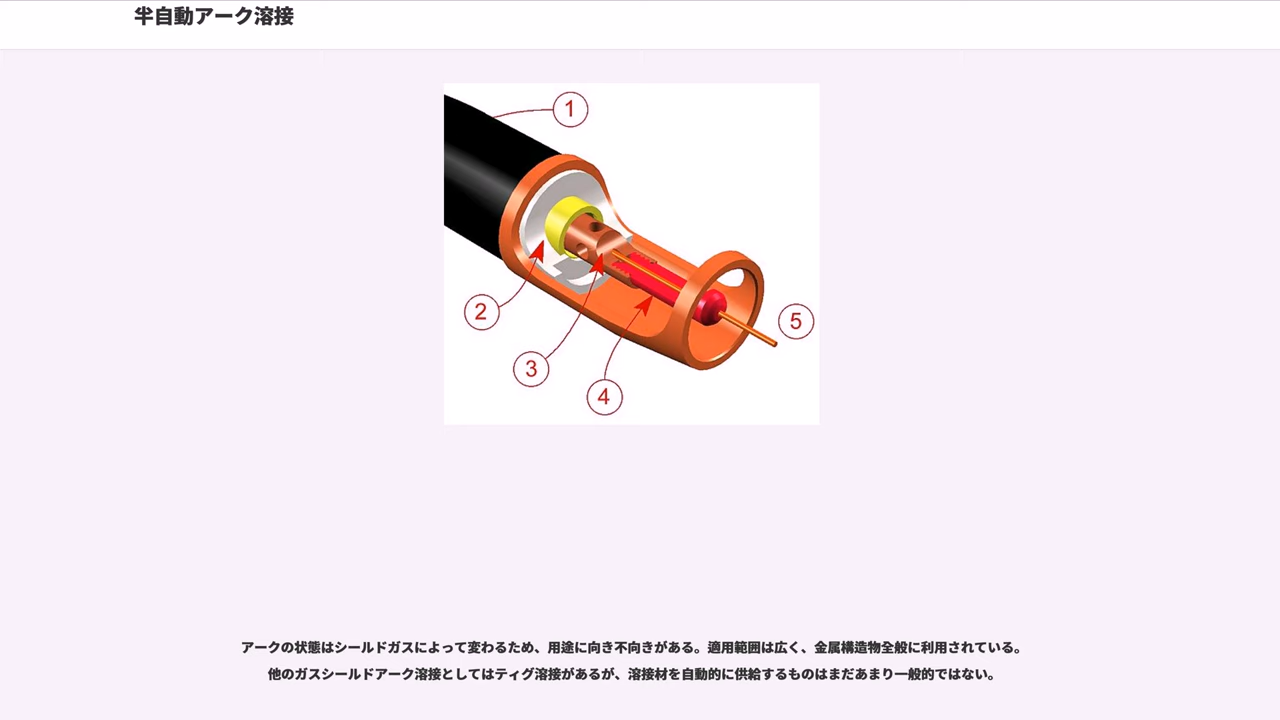 半自動アーク溶接
1
2
3
4
5
アークの状態はシールドガスによって変わるため、用途に向き不向きがある。適用範囲は広く、金属構造物全般に利用されている。
他のガスシールドアーク溶接としてはティグ溶接があるが、溶接材を自動的に供給するものはまだあまり一般的ではない。